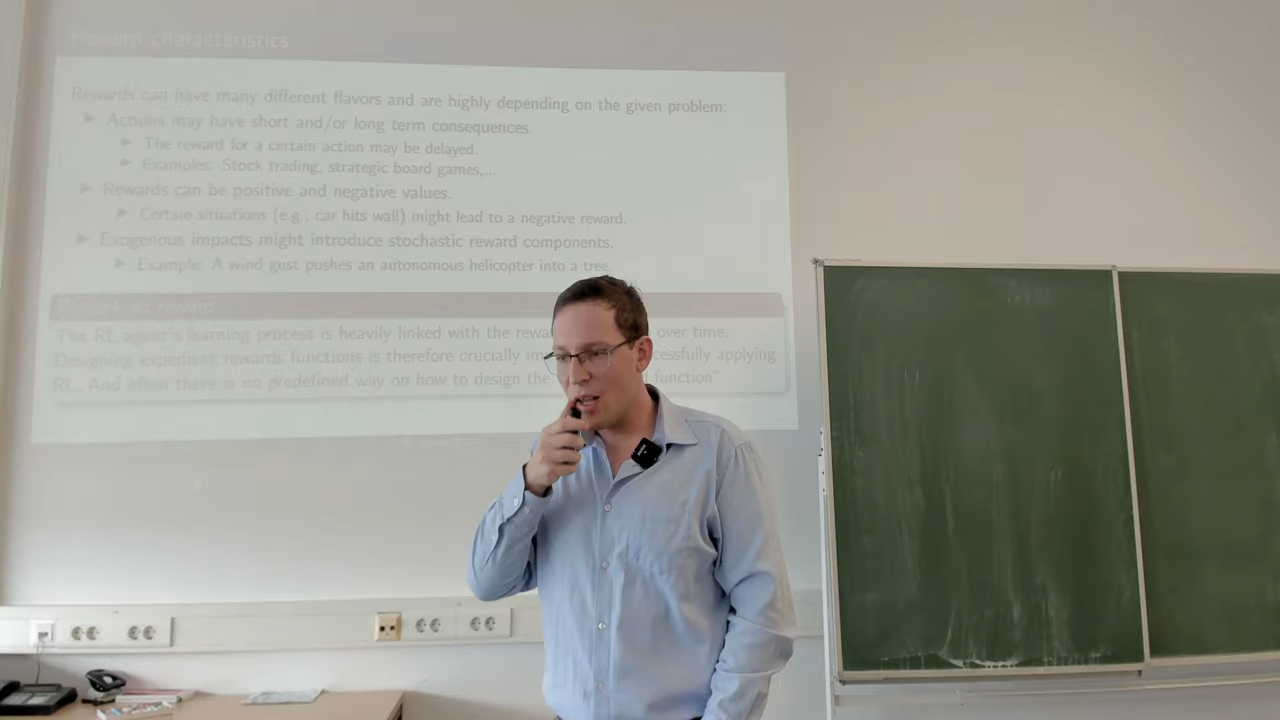 Reward characteristics
Rewards can have many different flavors and are highly depending on the given problem:
▶ Actions may have short and/or long term consequences.
▶ The reward for a certain action may be delayed.
▶ Examples: Stock trading, strategic board games,...
▶ Rewards can be positive and negative values.
▶ Certain situations (e.g., car hits wall) might lead to a negative reward.
▶ Exogenous impacts might introduce stochastic reward components.
▶ Example: A wind gust pushes an autonomous helicopter into a tree.
reward
The RL agent's learning process is heavily linked with the rewa over time.
Designing expedient rewards functions is therefore crucially im cessfully applying
RL. And often there is no predefined way on how to design the d function"